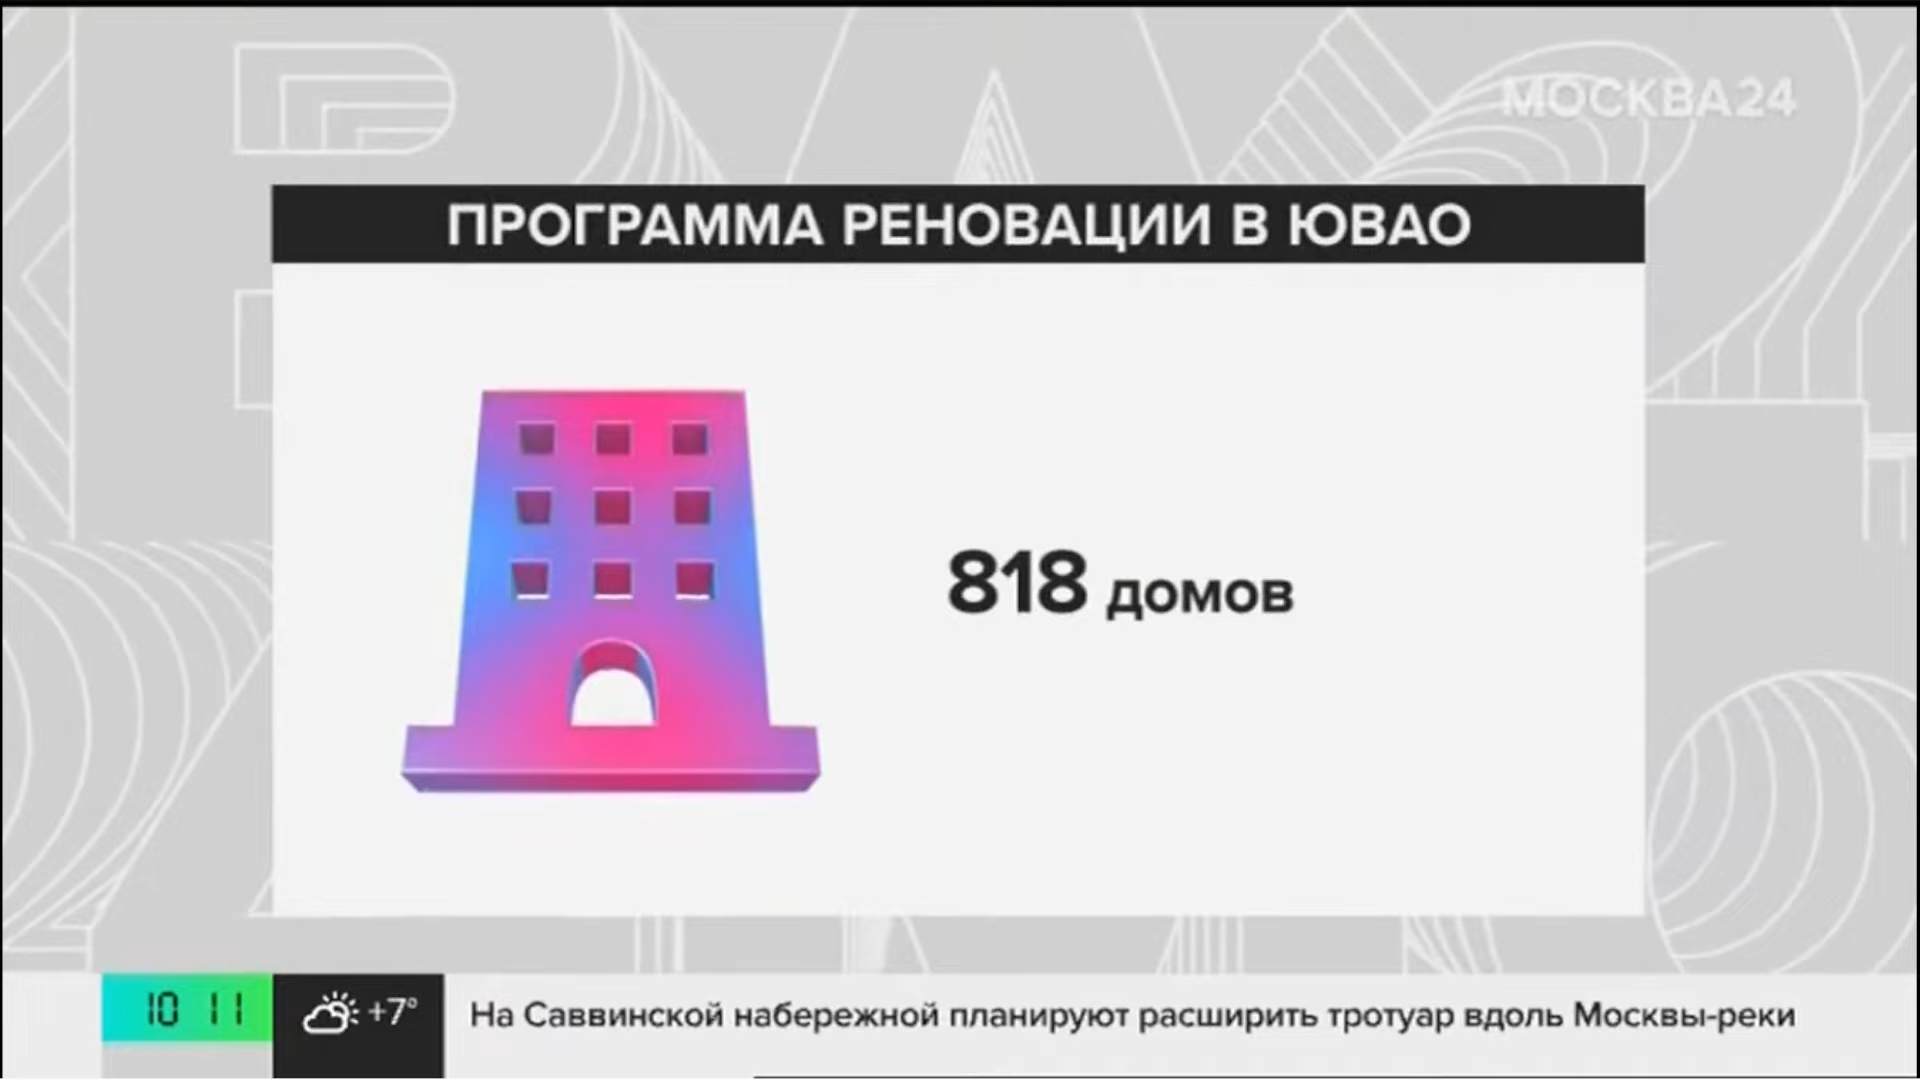 МОСКВА24
ПРОГРАММА РЕНОВАЦИИ В ЮВАО
818 домов
10 11
+7°
На Саввинской набережной планируют расширить тротуар вдоль Москвы-реки